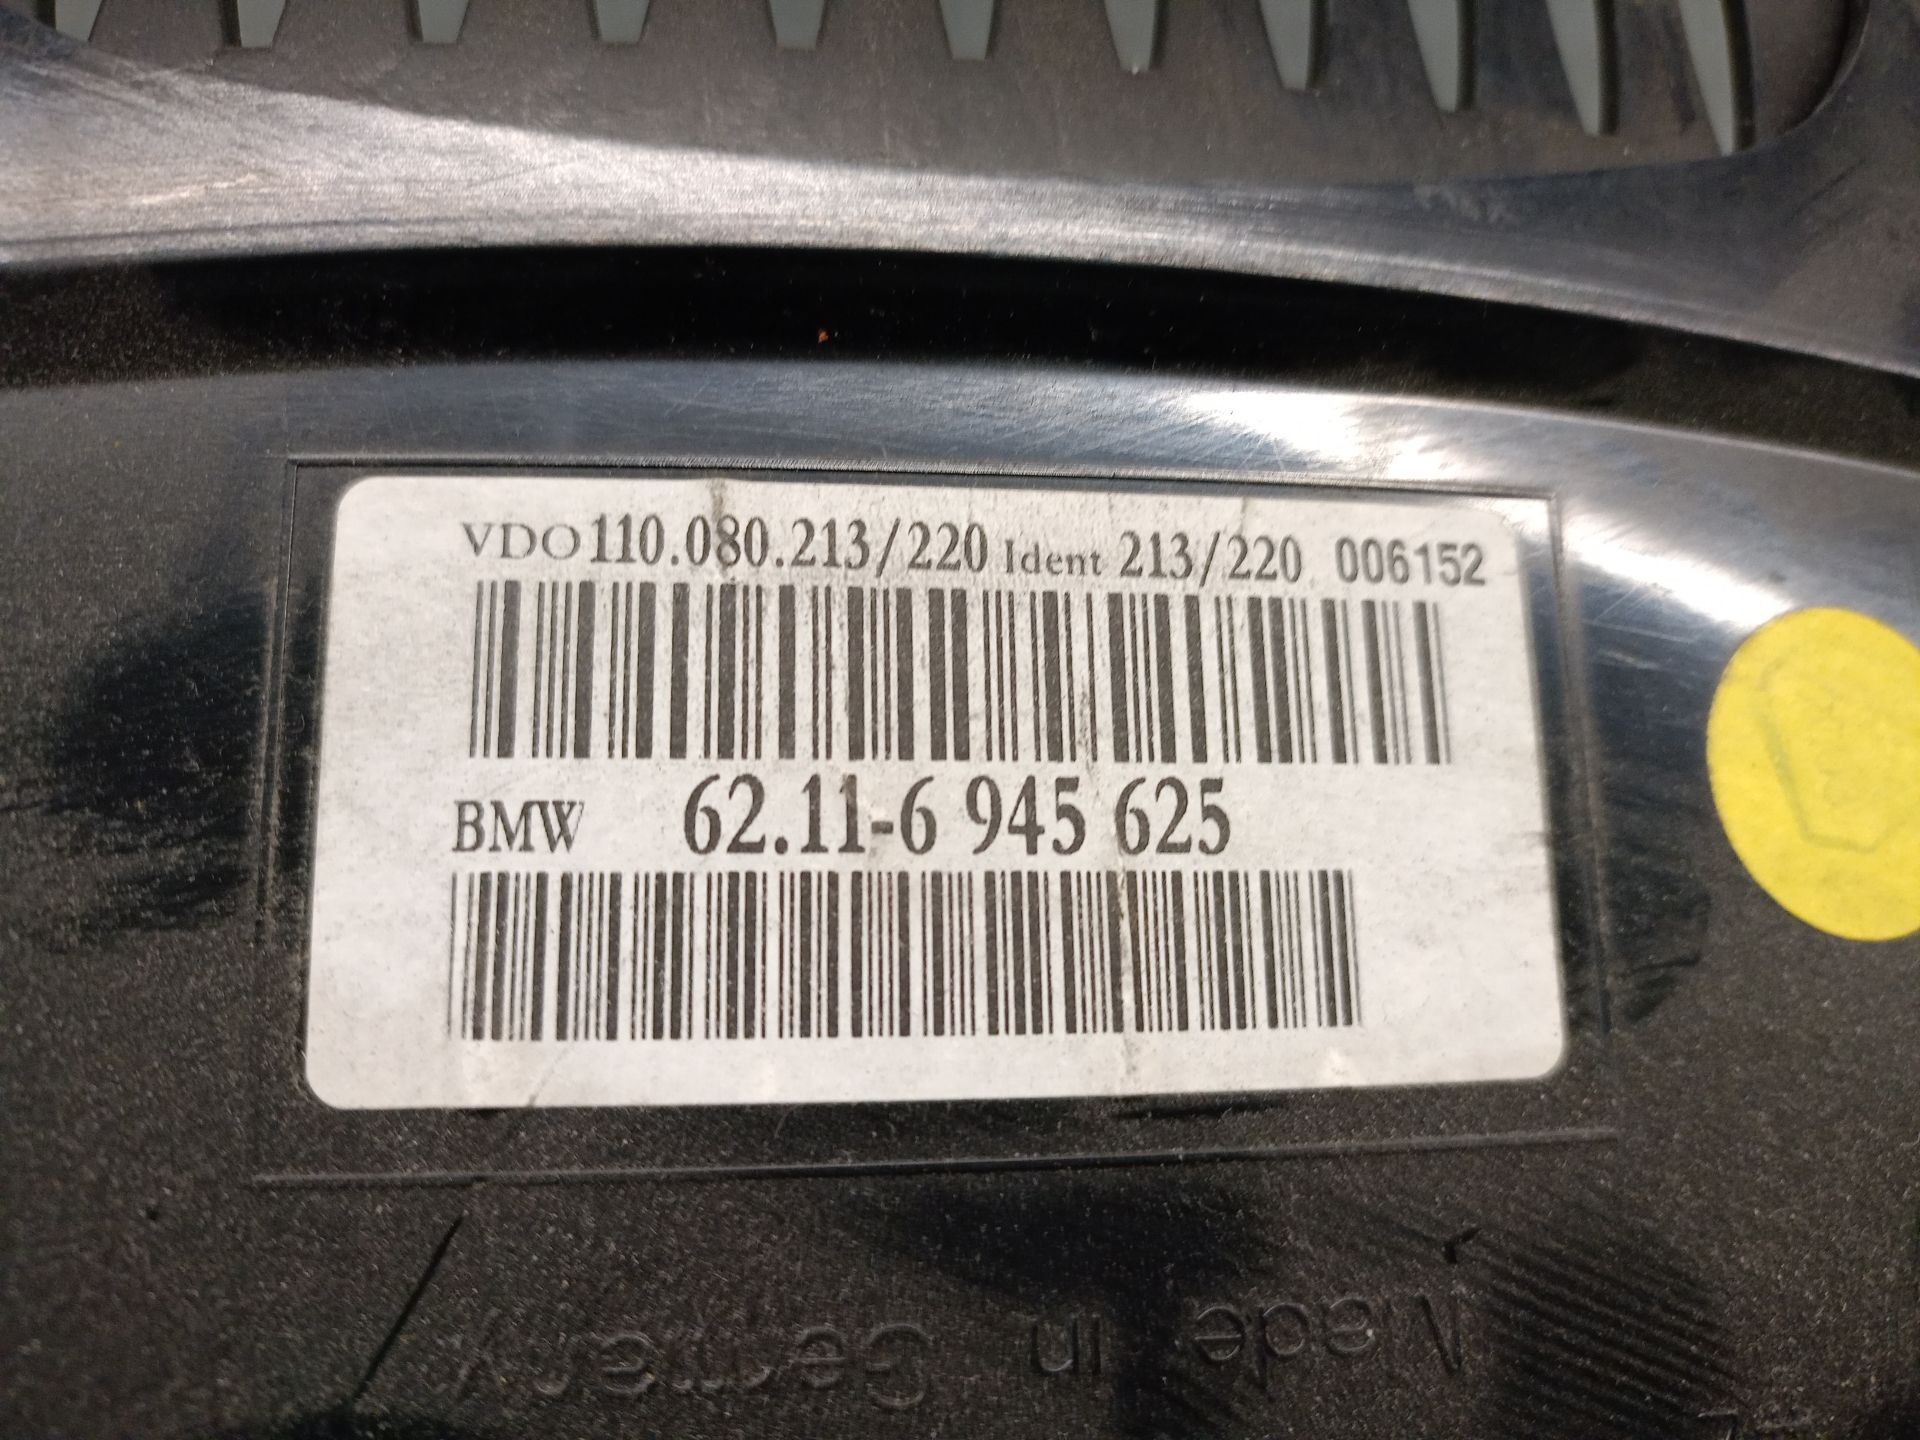 VDO 110.080.213/220 Ident 213/220 006152
BMW 62.11-6 945 625
Made in Germany